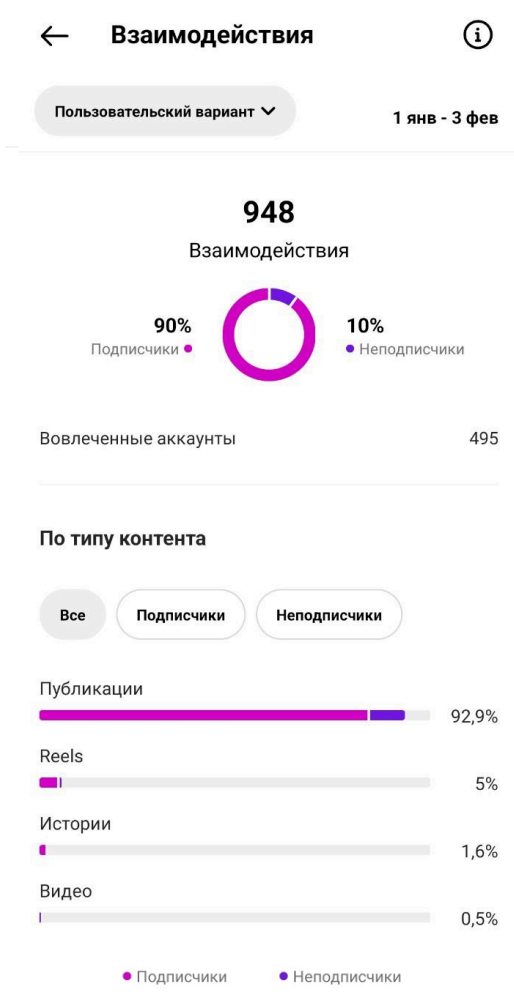 Взаимодействия
Пользовательский вариант
1 янв - 3 фев
948
Взаимодействия
90%
Подписчики
10%
Неподписчики
Вовлеченные аккаунты 495
По типу контента
Все Подписчики Неподписчики
Публикации
92,9%
Reels
5%
Истории
1,6%
Видео
0,5%
Подписчики Неподписчики